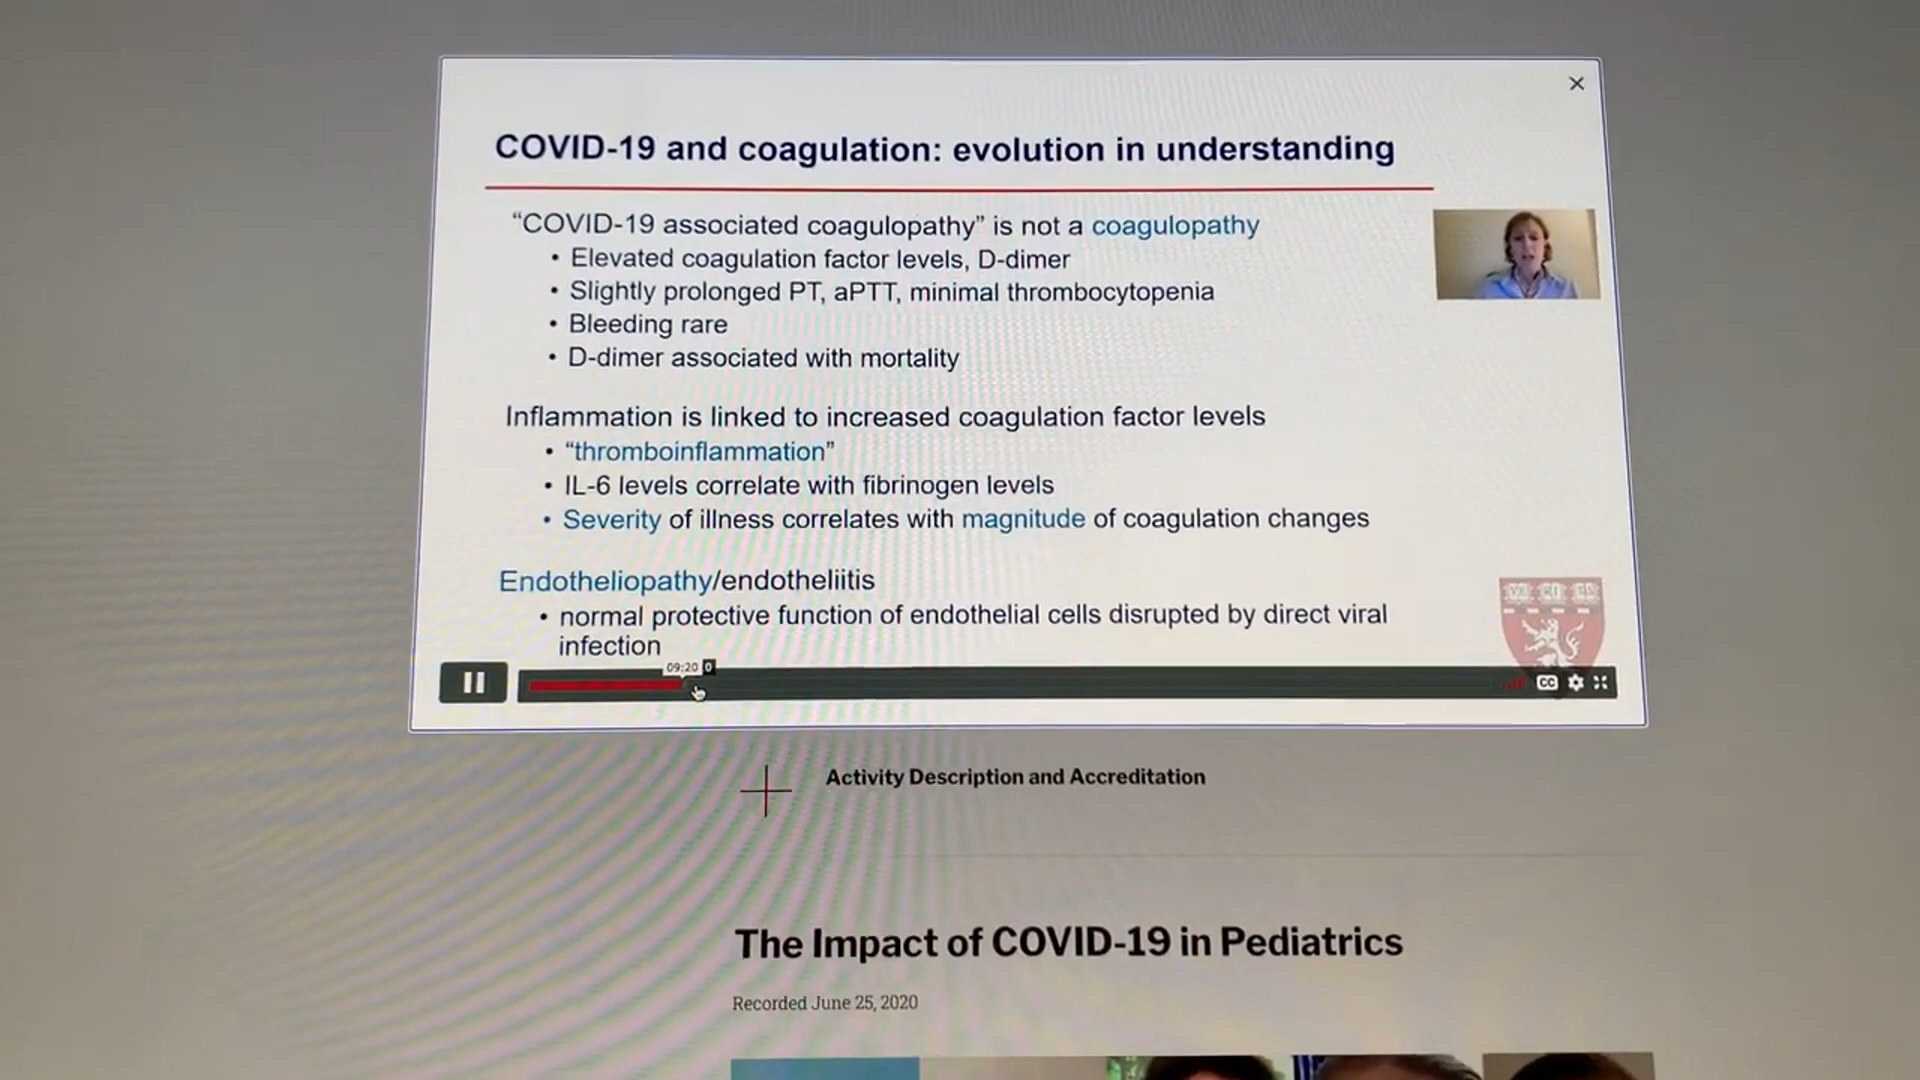 COVID-19 and coagulation: evolution in understanding
“COVID-19 associated coagulopathy” is not a coagulopathy
• Elevated coagulation factor levels, D-dimer
• Slightly prolonged PT, aPTT, minimal thrombocytopenia
• Bleeding rare
• D-dimer associated with mortality
Inflammation is linked to increased coagulation factor levels
• “thromboinflammation”
• IL-6 levels correlate with fibrinogen levels
• Severity of illness correlates with magnitude of coagulation changes
Endotheliopathy/endotheliitis
• normal protective function of endothelial cells disrupted by direct viral
infection
VE RI TAS
09:20
CC
Activity Description and Accreditation
The Impact of COVID-19 in Pediatrics
Recorded June 25, 2020